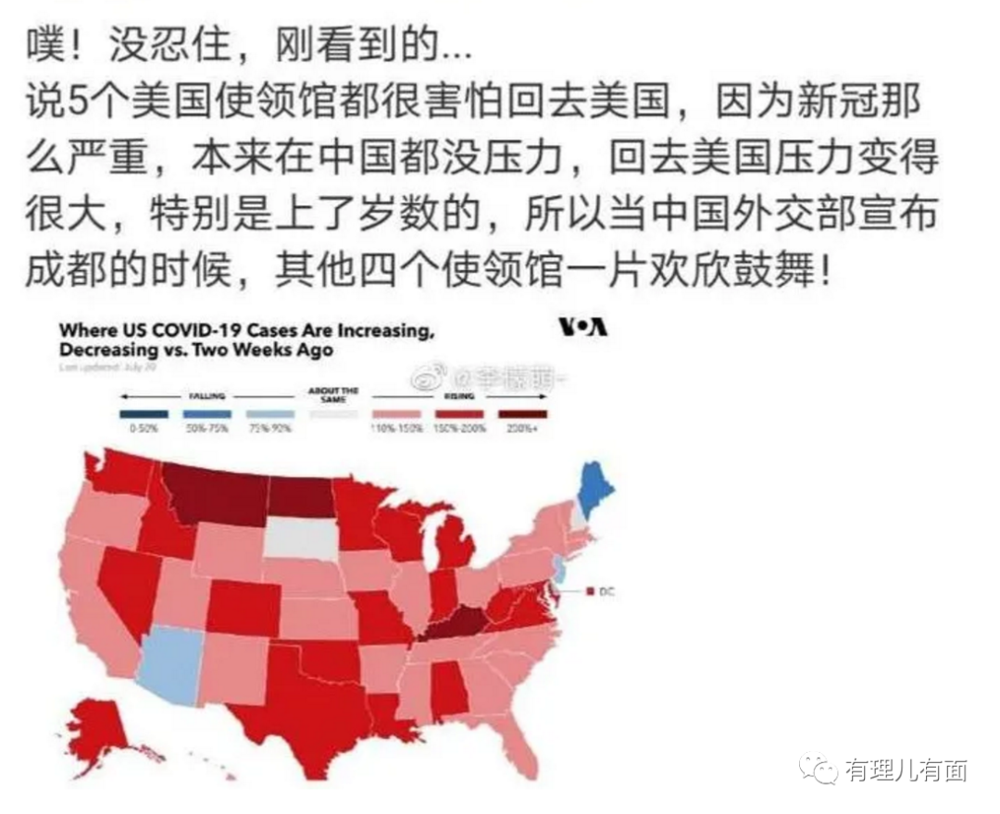 噗！没忍住，刚看到的...
说5个美国使领馆都很害怕回去美国，因为新冠那
么严重，本来在中国都没压力，回去美国压力变得
很大，特别是上了岁数的，所以当中国外交部宣布
成都的时候，其他四个使领馆一片欢欣鼓舞！
Where US COVID-19 Cases Are Increasing,
Decreasing vs. Two Weeks Ago
VOA
Last updated: July 20
FALLING
ABOUT THE
SAME
RISING
0-50%
50%-75%
75%-90%
110%-150%
150%-200%
200%+
DC
有理儿有面